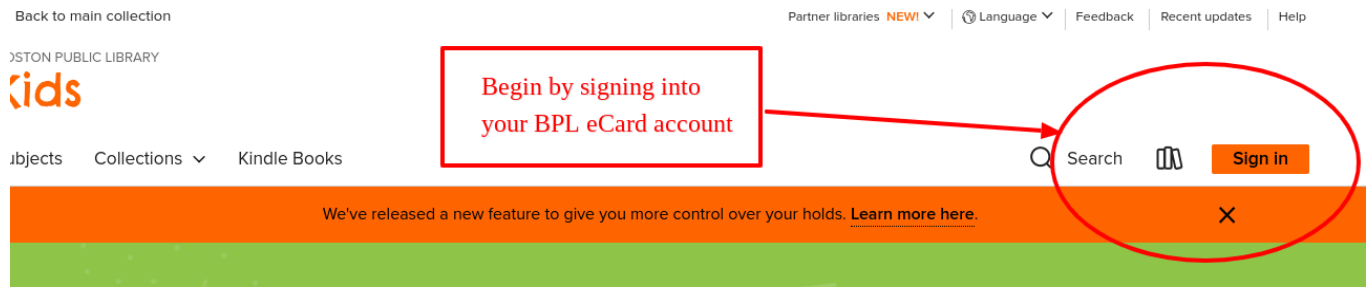 Back to main collection
Partner libraries NEW! Language Feedback Recent updates Help
OSTON PUBLIC LIBRARY
Kids
Begin by signing into
your BPL eCard account
ubjects Collections Kindle Books
Search Sign in
We've released a new feature to give you more control over your holds. Learn more here.